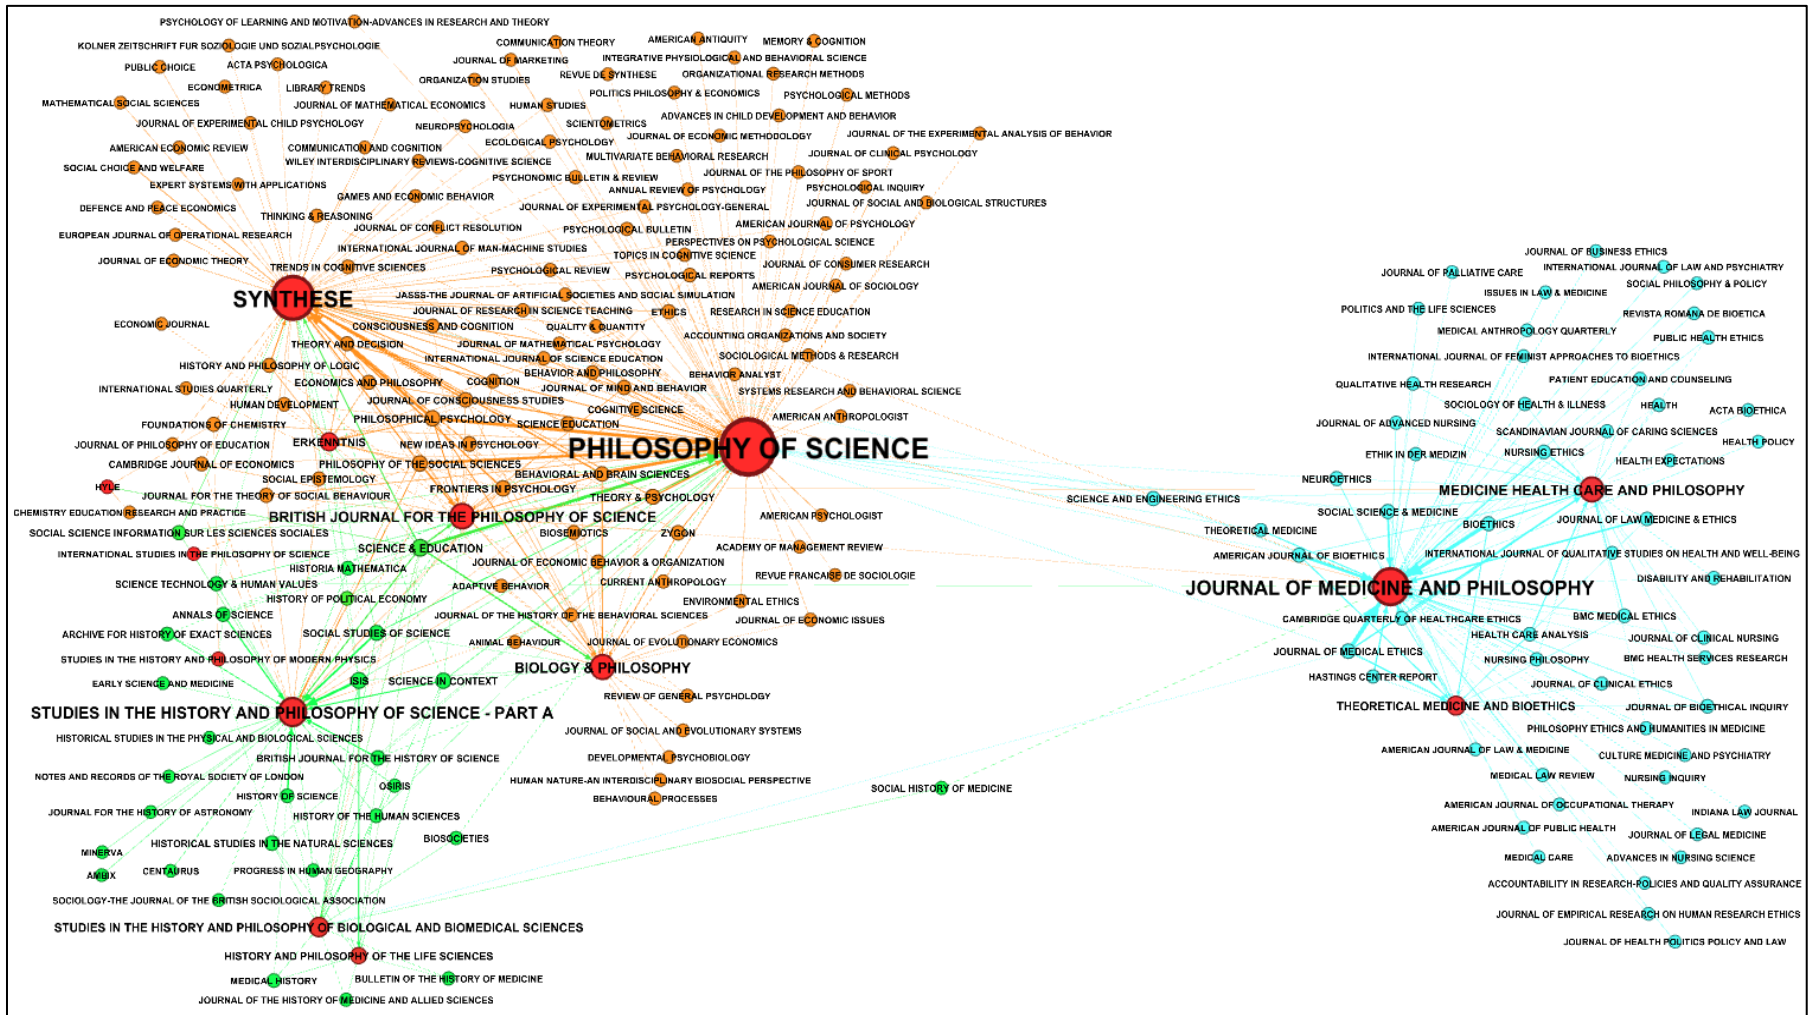 PSYCHOLOGY OF LEARNING AND MOTIVATION-ADVANCES IN RESEARCH AND THEORY
KOLNER ZEITSCHRIFT FUR SOZIOLOGIE UND SOZIALPSYCHOLOGIE
COMMUNICATION THEORY
AMERICAN ANTIQUITY
MEMORY & COGNITION
PUBLIC CHOICE
ACTA PSYCHOLOGICA
JOURNAL OF MARKETING
INTEGRATIVE PHYSIOLOGICAL AND BEHAVIORAL SCIENCE
ECONOMETRICA
LIBRARY TRENDS
ORGANIZATION STUDIES
REVUE DE SYNTHESE
ORGANIZATIONAL RESEARCH METHODS
MATHEMATICAL SOCIAL SCIENCES
JOURNAL OF MATHEMATICAL ECONOMICS
HUMAN STUDIES
POLITICS PHILOSOPHY & ECONOMICS
PSYCHOLOGICAL METHODS
JOURNAL OF EXPERIMENTAL CHILD PSYCHOLOGY
NEUROPSYCHOLOGIA
SCIENTOMETRICS
ADVANCES IN CHILD DEVELOPMENT AND BEHAVIOR
JOURNAL OF ECONOMIC METHODOLOGY
JOURNAL OF THE EXPERIMENTAL ANALYSIS OF BEHAVIOR
AMERICAN ECONOMIC REVIEW
COMMUNICATION AND COGNITION
ECOLOGICAL PSYCHOLOGY
MULTIVARIATE BEHAVIORAL RESEARCH
JOURNAL OF CLINICAL PSYCHOLOGY
SOCIAL CHOICE AND WELFARE
WILEY INTERDISCIPLINARY REVIEWS-COGNITIVE SCIENCE
PSYCHONOMIC BULLETIN & REVIEW
JOURNAL OF THE PHILOSOPHY OF SPORT
EXPERT SYSTEMS WITH APPLICATIONS
GAMES AND ECONOMIC BEHAVIOR
ANNUAL REVIEW OF PSYCHOLOGY
PSYCHOLOGICAL INQUIRY
DEFENCE AND PEACE ECONOMICS
THINKING & REASONING
JOURNAL OF EXPERIMENTAL PSYCHOLOGY-GENERAL
JOURNAL OF SOCIAL AND BIOLOGICAL STRUCTURES
JOURNAL OF CONFLICT RESOLUTION
PSYCHOLOGICAL BULLETIN
AMERICAN JOURNAL OF PSYCHOLOGY
EUROPEAN JOURNAL OF OPERATIONAL RESEARCH
INTERNATIONAL JOURNAL OF MAN-MACHINE STUDIES
PERSPECTIVES ON PSYCHOLOGICAL SCIENCE
JOURNAL OF ECONOMIC THEORY
TRENDS IN COGNITIVE SCIENCES
PSYCHOLOGICAL REVIEW
TOPICS IN COGNITIVE SCIENCE
JOURNAL OF CONSUMER RESEARCH
PSYCHOLOGICAL REPORTS
AMERICAN JOURNAL OF SOCIOLOGY
SYNTHESE
JASSS-THE JOURNAL OF ARTIFICIAL SOCIETIES AND SOCIAL SIMULATION
JOURNAL OF RESEARCH IN SCIENCE TEACHING
ETHICS
RESEARCH IN SCIENCE EDUCATION
ECONOMIC JOURNAL
CONSCIOUSNESS AND COGNITION
QUALITY & QUANTITY
ACCOUNTING ORGANIZATIONS AND SOCIETY
THEORY AND DECISION
JOURNAL OF MATHEMATICAL PSYCHOLOGY
SOCIOLOGICAL METHODS & RESEARCH
HISTORY AND PHILOSOPHY OF LOGIC
INTERNATIONAL JOURNAL OF SCIENCE EDUCATION
BEHAVIOR AND PHILOSOPHY
BEHAVIOR ANALYST
INTERNATIONAL STUDIES QUARTERLY
ECONOMICS AND PHILOSOPHY
COGNITION
JOURNAL OF MIND AND BEHAVIOR
SYSTEMS RESEARCH AND BEHAVIORAL SCIENCE
HUMAN DEVELOPMENT
JOURNAL OF CONSCIOUSNESS STUDIES
COGNITIVE SCIENCE
AMERICAN ANTHROPOLOGIST
FOUNDATIONS OF CHEMISTRY
PHILOSOPHICAL PSYCHOLOGY
SCIENCE EDUCATION
PHILOSOPHY OF SCIENCE
JOURNAL OF PHILOSOPHY OF EDUCATION
ERKENNTNIS
NEW IDEAS IN PSYCHOLOGY
CAMBRIDGE JOURNAL OF ECONOMICS
PHILOSOPHY OF THE SOCIAL SCIENCES
BEHAVIORAL AND BRAIN SCIENCES
SOCIAL EPISTEMOLOGY
HYLE
JOURNAL FOR THE THEORY OF SOCIAL BEHAVIOUR
FRONTIERS IN PSYCHOLOGY
THEORY & PSYCHOLOGY
CHEMISTRY EDUCATION RESEARCH AND PRACTICE
BRITISH JOURNAL FOR THE PHILOSOPHY OF SCIENCE
AMERICAN PSYCHOLOGIST
SOCIAL SCIENCE INFORMATION SUR LES SCIENCES SOCIALES
BIOSEMIOTICS
ZYGON
SCIENCE & EDUCATION
ACADEMY OF MANAGEMENT REVIEW
INTERNATIONAL STUDIES IN THE PHILOSOPHY OF SCIENCE
HISTORIA MATHEMATICA
JOURNAL OF ECONOMIC BEHAVIOR & ORGANIZATION
REVUE FRANCAISE DE SOCIOLOGIE
SCIENCE TECHNOLOGY & HUMAN VALUES
ADAPTIVE BEHAVIOR
CURRENT ANTHROPOLOGY
HISTORY OF POLITICAL ECONOMY
ENVIRONMENTAL ETHICS
ANNALS OF SCIENCE
JOURNAL OF THE HISTORY OF THE BEHAVIORAL SCIENCES
JOURNAL OF ECONOMIC ISSUES
ARCHIVE FOR HISTORY OF EXACT SCIENCES
SOCIAL STUDIES OF SCIENCE
ANIMAL BEHAVIOUR
JOURNAL OF EVOLUTIONARY ECONOMICS
STUDIES IN THE HISTORY AND PHILOSOPHY OF MODERN PHYSICS
BIOLOGY & PHILOSOPHY
EARLY SCIENCE AND MEDICINE
ISIS
SCIENCE IN CONTEXT
REVIEW OF GENERAL PSYCHOLOGY
STUDIES IN THE HISTORY AND PHILOSOPHY OF SCIENCE - PART A
HISTORICAL STUDIES IN THE PHYSICAL AND BIOLOGICAL SCIENCES
JOURNAL OF SOCIAL AND EVOLUTIONARY SYSTEMS
BRITISH JOURNAL FOR THE HISTORY OF SCIENCE
DEVELOPMENTAL PSYCHOBIOLOGY
NOTES AND RECORDS OF THE ROYAL SOCIETY OF LONDON
OSIRIS
HUMAN NATURE-AN INTERDISCIPLINARY BIOSOCIAL PERSPECTIVE
HISTORY OF SCIENCE
BEHAVIOURAL PROCESSES
SOCIAL HISTORY OF MEDICINE
JOURNAL FOR THE HISTORY OF ASTRONOMY
HISTORY OF THE HUMAN SCIENCES
HISTORICAL STUDIES IN THE NATURAL SCIENCES
BIOSOCIETIES
MINERVA
AMBIX
CENTAURUS
PROGRESS IN HUMAN GEOGRAPHY
SOCIOLOGY-THE JOURNAL OF THE BRITISH SOCIOLOGICAL ASSOCIATION
STUDIES IN THE HISTORY AND PHILOSOPHY OF BIOLOGICAL AND BIOMEDICAL SCIENCES
HISTORY AND PHILOSOPHY OF THE LIFE SCIENCES
MEDICAL HISTORY
BULLETIN OF THE HISTORY OF MEDICINE
JOURNAL OF THE HISTORY OF MEDICINE AND ALLIED SCIENCES
JOURNAL OF BUSINESS ETHICS
JOURNAL OF PALLIATIVE CARE
INTERNATIONAL JOURNAL OF LAW AND PSYCHIATRY
ISSUES IN LAW & MEDICINE
SOCIAL PHILOSOPHY & POLICY
POLITICS AND THE LIFE SCIENCES
REVISTA ROMANA DE BIOETICA
MEDICAL ANTHROPOLOGY QUARTERLY
PUBLIC HEALTH ETHICS
INTERNATIONAL JOURNAL OF FEMINIST APPROACHES TO BIOETHICS
QUALITATIVE HEALTH RESEARCH
PATIENT EDUCATION AND COUNSELING
SOCIOLOGY OF HEALTH & ILLNESS
HEALTH
ACTA BIOETHICA
JOURNAL OF ADVANCED NURSING
SCANDINAVIAN JOURNAL OF CARING SCIENCES
HEALTH POLICY
ETHIK IN DER MEDIZIN
NURSING ETHICS
HEALTH EXPECTATIONS
NEUROETHICS
SCIENCE AND ENGINEERING ETHICS
MEDICINE HEALTH CARE AND PHILOSOPHY
SOCIAL SCIENCE & MEDICINE
THEORETICAL MEDICINE
BIOETHICS
JOURNAL OF LAW MEDICINE & ETHICS
AMERICAN JOURNAL OF BIOETHICS
INTERNATIONAL JOURNAL OF QUALITATIVE STUDIES ON HEALTH AND WELL-BEING
DISABILITY AND REHABILITATION
JOURNAL OF MEDICINE AND PHILOSOPHY
CAMBRIDGE QUARTERLY OF HEALTHCARE ETHICS
BMC MEDICAL ETHICS
HEALTH CARE ANALYSIS
JOURNAL OF CLINICAL NURSING
JOURNAL OF MEDICAL ETHICS
NURSING PHILOSOPHY
BMC HEALTH SERVICES RESEARCH
HASTINGS CENTER REPORT
JOURNAL OF CLINICAL ETHICS
THEORETICAL MEDICINE AND BIOETHICS
JOURNAL OF BIOETHICAL INQUIRY
PHILOSOPHY ETHICS AND HUMANITIES IN MEDICINE
AMERICAN JOURNAL OF LAW & MEDICINE
CULTURE MEDICINE AND PSYCHIATRY
MEDICAL LAW REVIEW
NURSING INQUIRY
AMERICAN JOURNAL OF OCCUPATIONAL THERAPY
INDIANA LAW JOURNAL
AMERICAN JOURNAL OF PUBLIC HEALTH
JOURNAL OF LEGAL MEDICINE
MEDICAL CARE
ADVANCES IN NURSING SCIENCE
ACCOUNTABILITY IN RESEARCH-POLICIES AND QUALITY ASSURANCE
JOURNAL OF EMPIRICAL RESEARCH ON HUMAN RESEARCH ETHICS
JOURNAL OF HEALTH POLITICS POLICY AND LAW